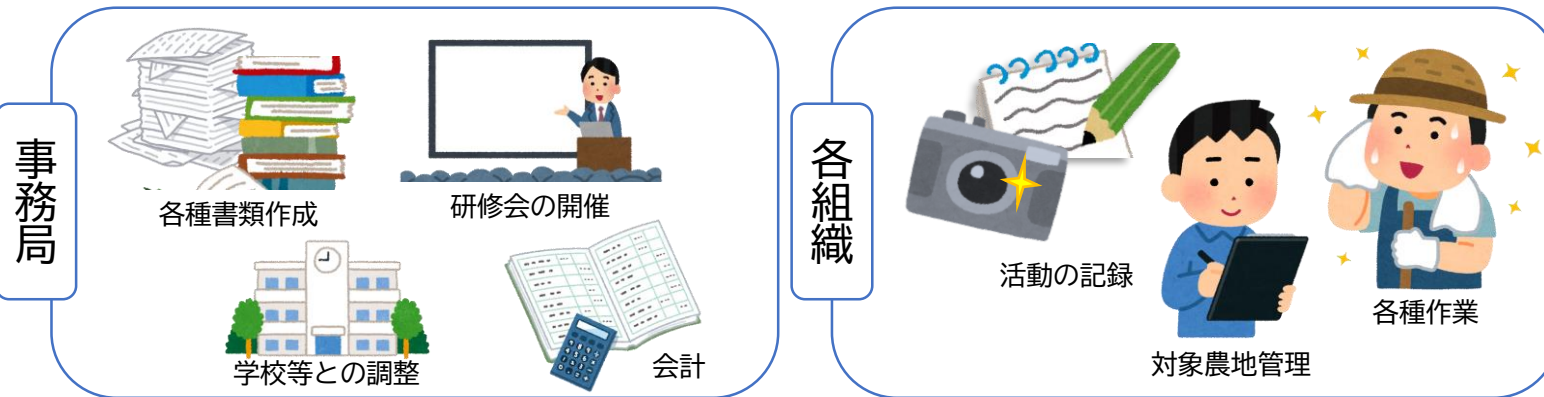 事務局
各種書類作成
研修会の開催
学校等との調整
会計
各組織
活動の記録
対象農地管理
各種作業